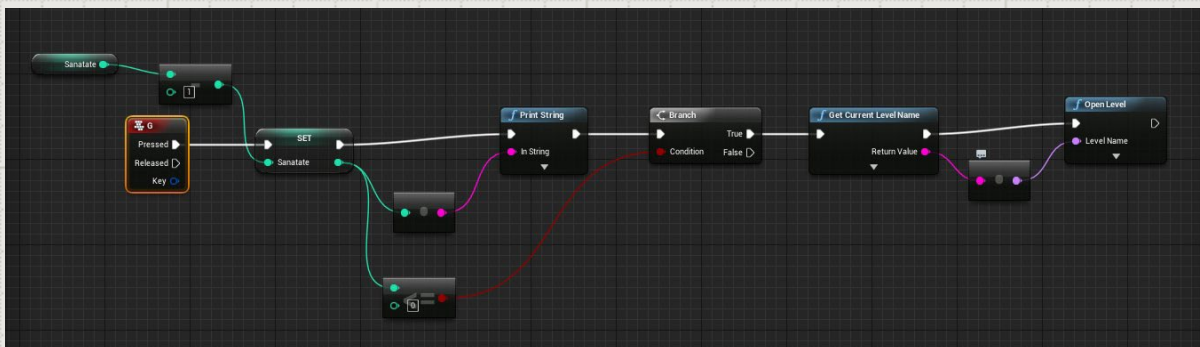 Sanatate
1
G
Pressed
Released
Key
SET
Sanatate
Print String
In String
<=
0
Branch
True
Condition
False
Get Current Level Name
Return Value
Open Level
Level Name